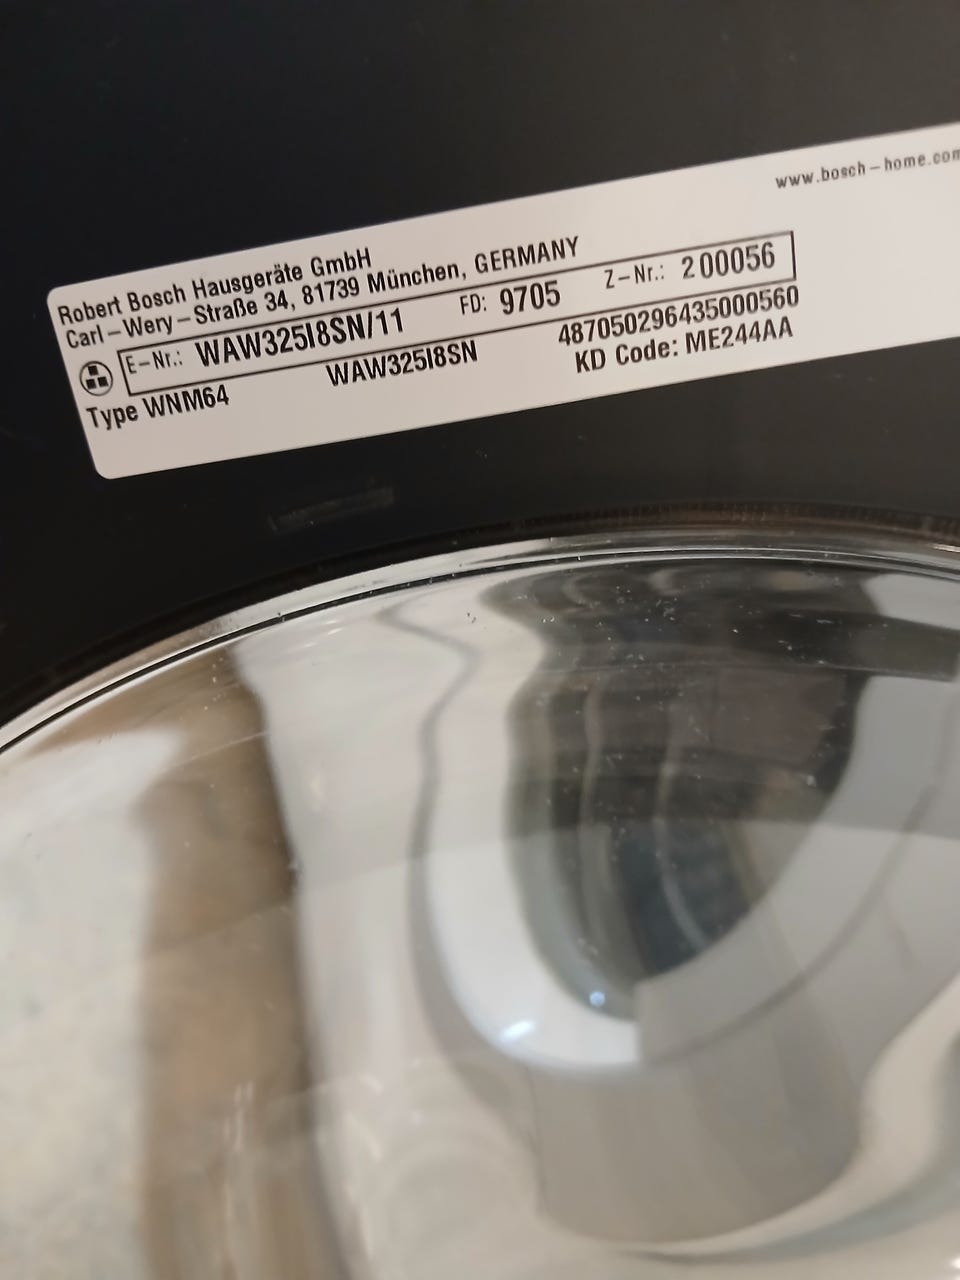 www.bosch-home.com
Robert Bosch Hausgeräte GmbH
Carl-Wery-Straße 34, 81739 München, GERMANY
E-Nr.: WAW325I8SN/11 FD: 9705 Z-Nr.: 200056
Type WNM64 WAW325I8SN 487050296435000560
KD Code: ME244AA